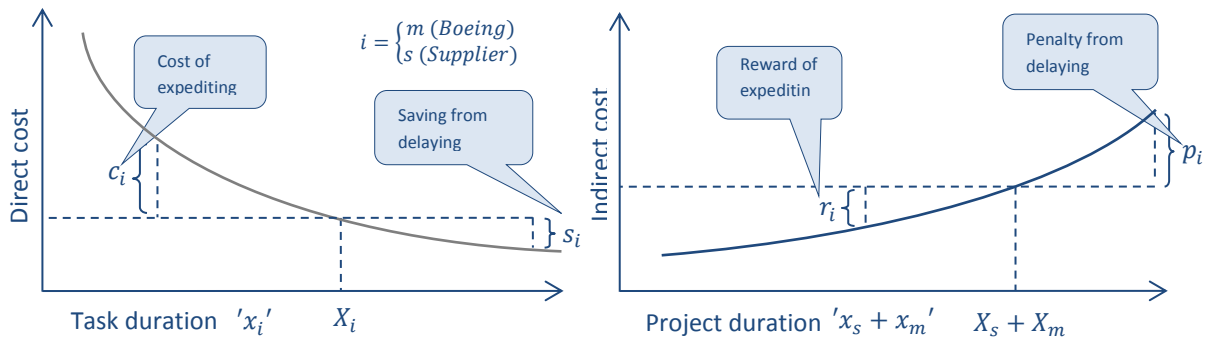 Direct cost
Cost of
expediting
i = { m (Boeing)
s (Supplier)
Saving from
delaying
c_i
s_i
Task duration 'x_i' X_i
Indirect cost
Reward of
expeditin
Penalty from
delaying
r_i
p_i
Project duration 'x_s + x_m' X_s + X_m